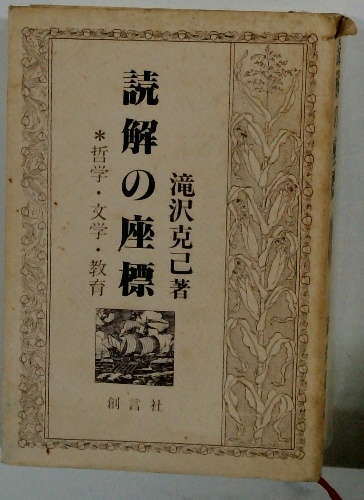 滝沢克己著
読解の座標
*哲学・文学・教育
創言社